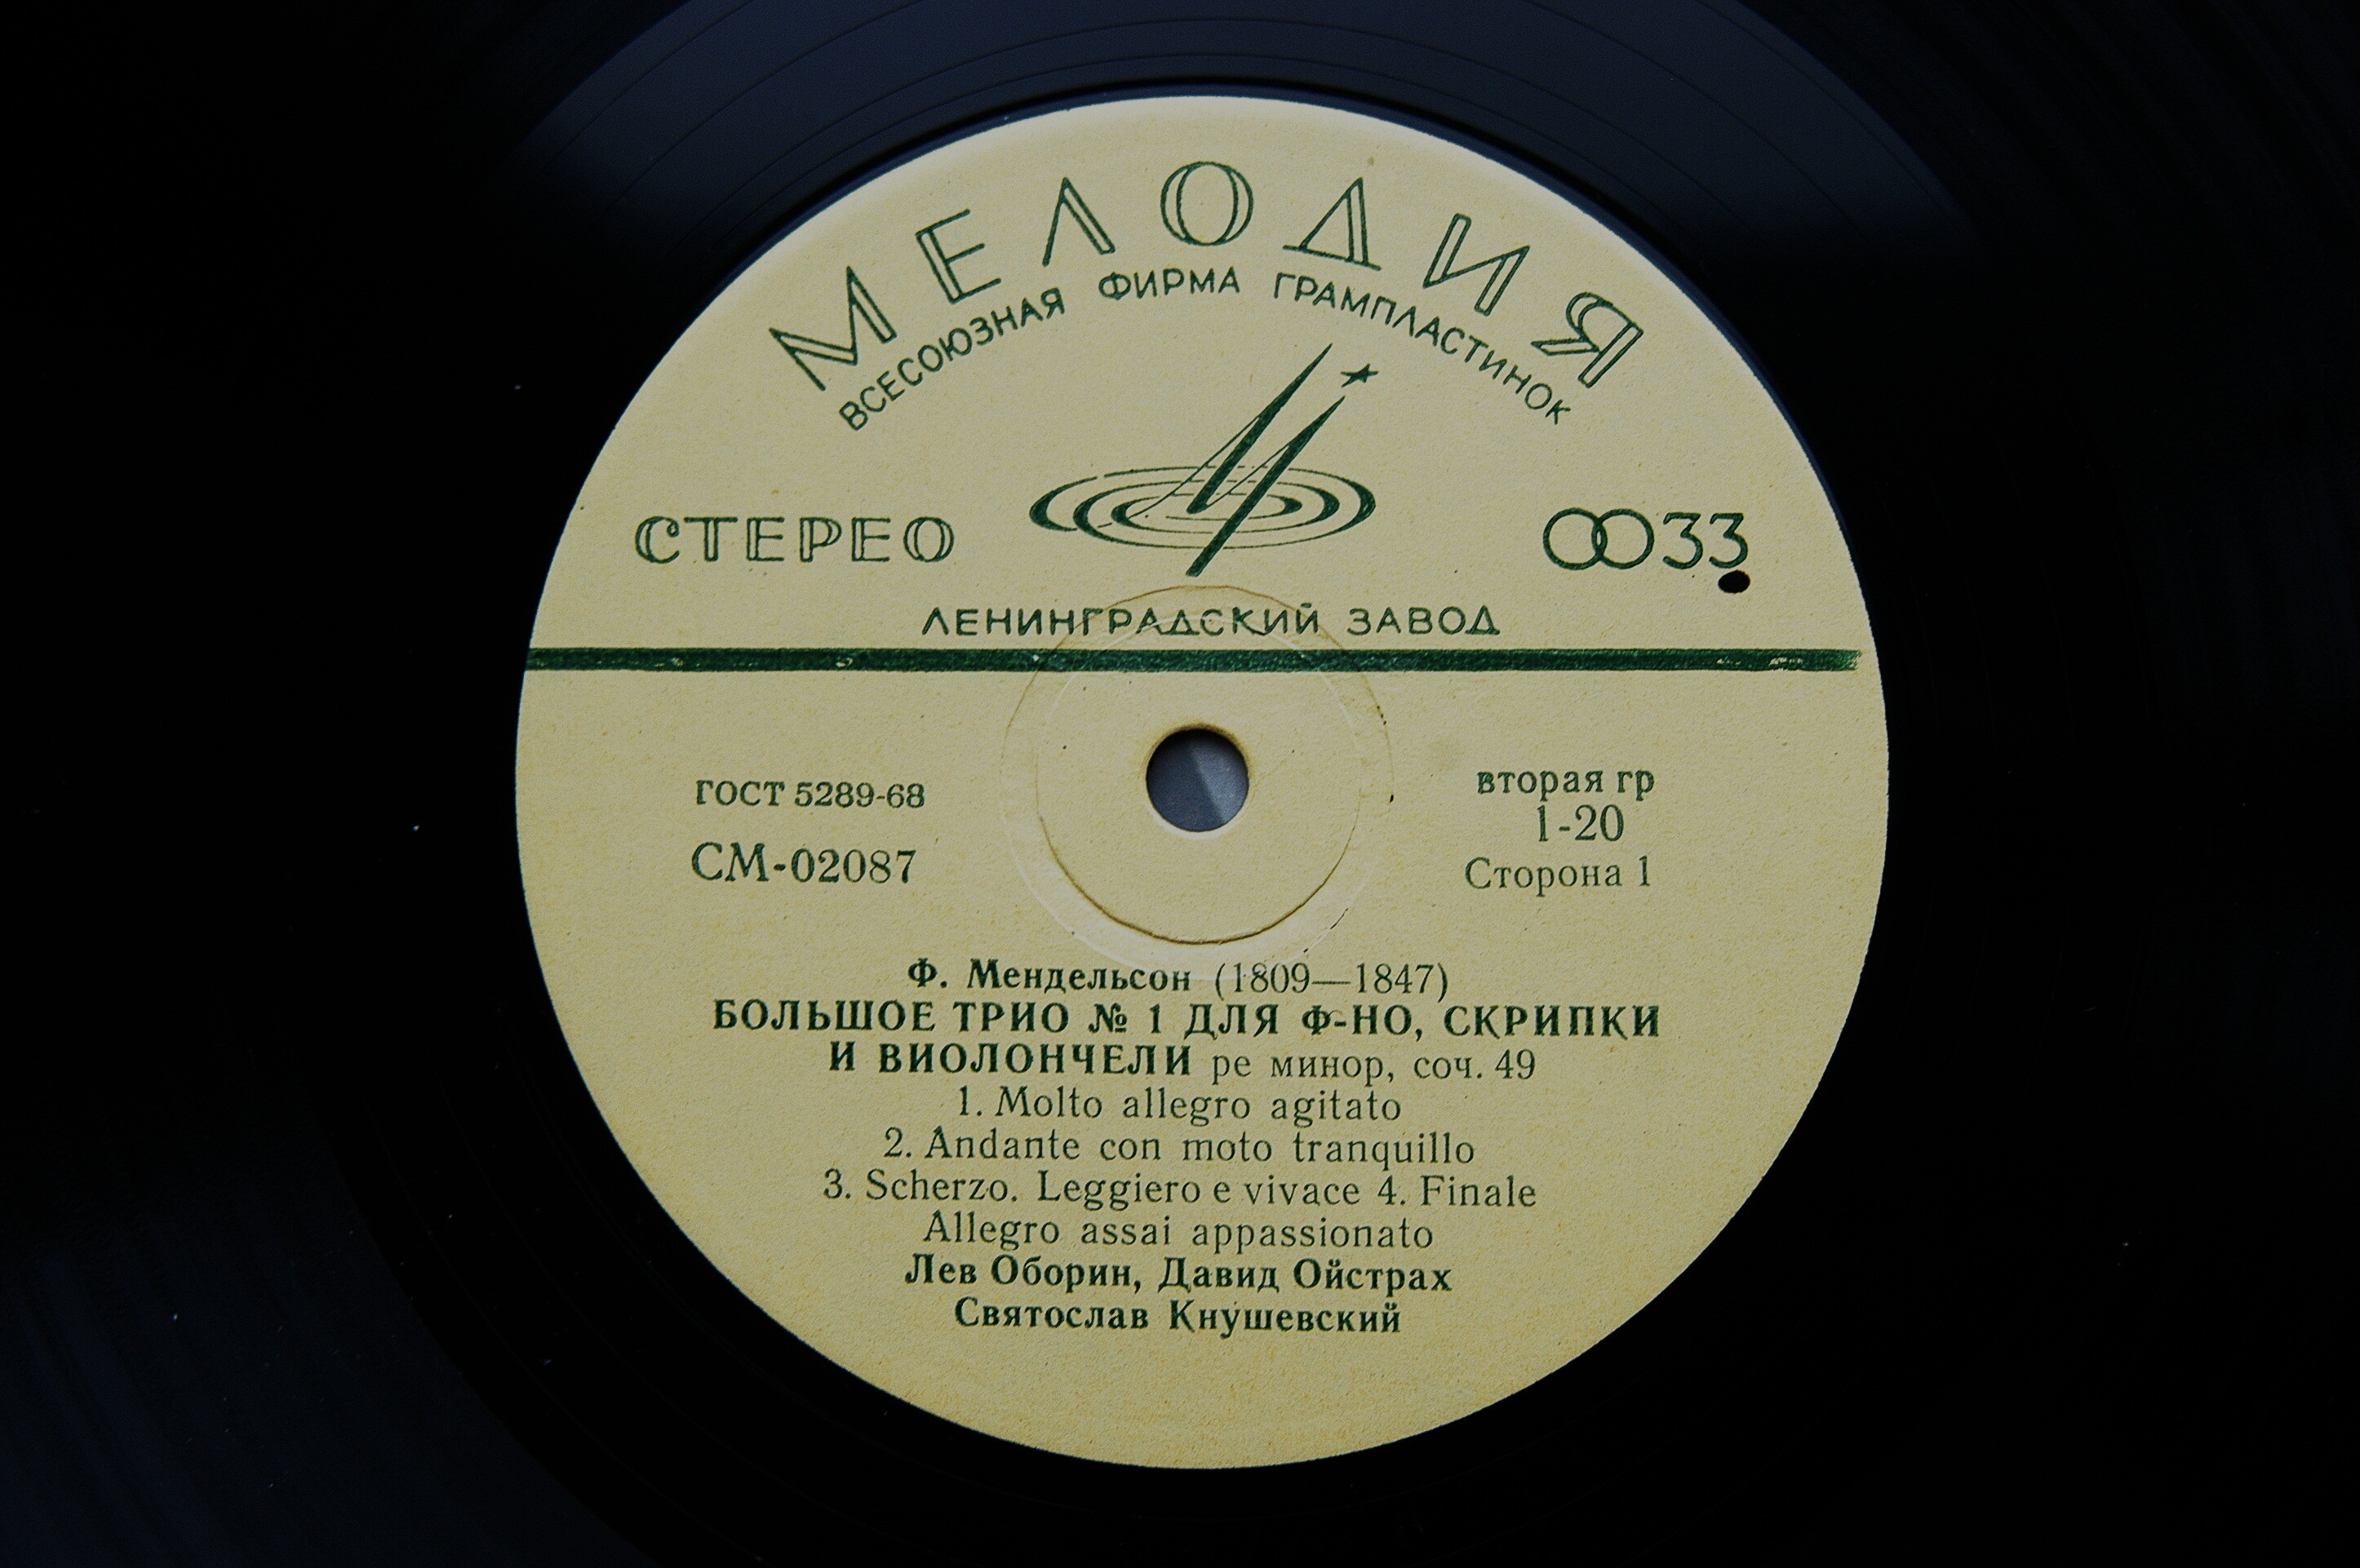 МЕЛОДИЯ
ВСЕСОЮЗНАЯ ФИРМА ГРАМПЛАСТИНОК
СТЕРЕО
33
ЛЕНИНГРАДСКИЙ ЗАВОД
ГОСТ 5289-68
СМ-02087
вторая гр
1-20
Сторона 1
Ф. Мендельсон (1809—1847)
БОЛЬШОЕ ТРИО № 1 ДЛЯ Ф-НО, СКРИПКИ
И ВИОЛОНЧЕЛИ ре минор, соч. 49
1. Molto allegro agitato
2. Andante con moto tranquillo
3. Scherzo. Leggiero e vivace 4. Finale
Allegro assai appassionato
Лев Оборин, Давид Ойстрах
Святослав Кнушевский